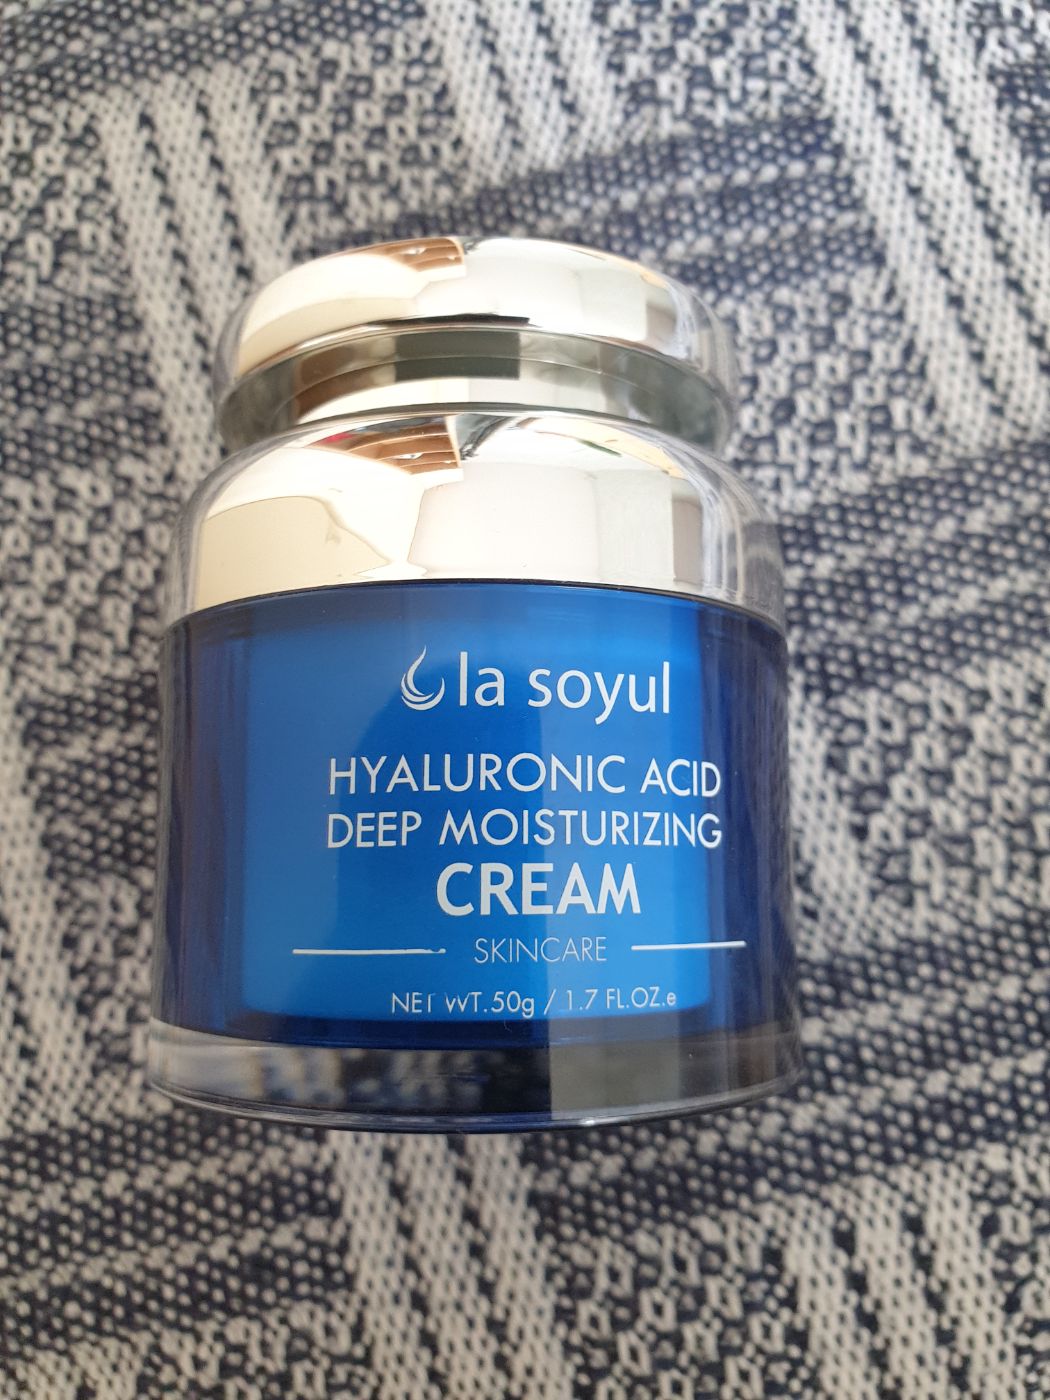 la soyul
HYALURONIC ACID
DEEP MOISTURIZING
CREAM
SKINCARE
NET WT.50g / 1.7 FL.OZ.e